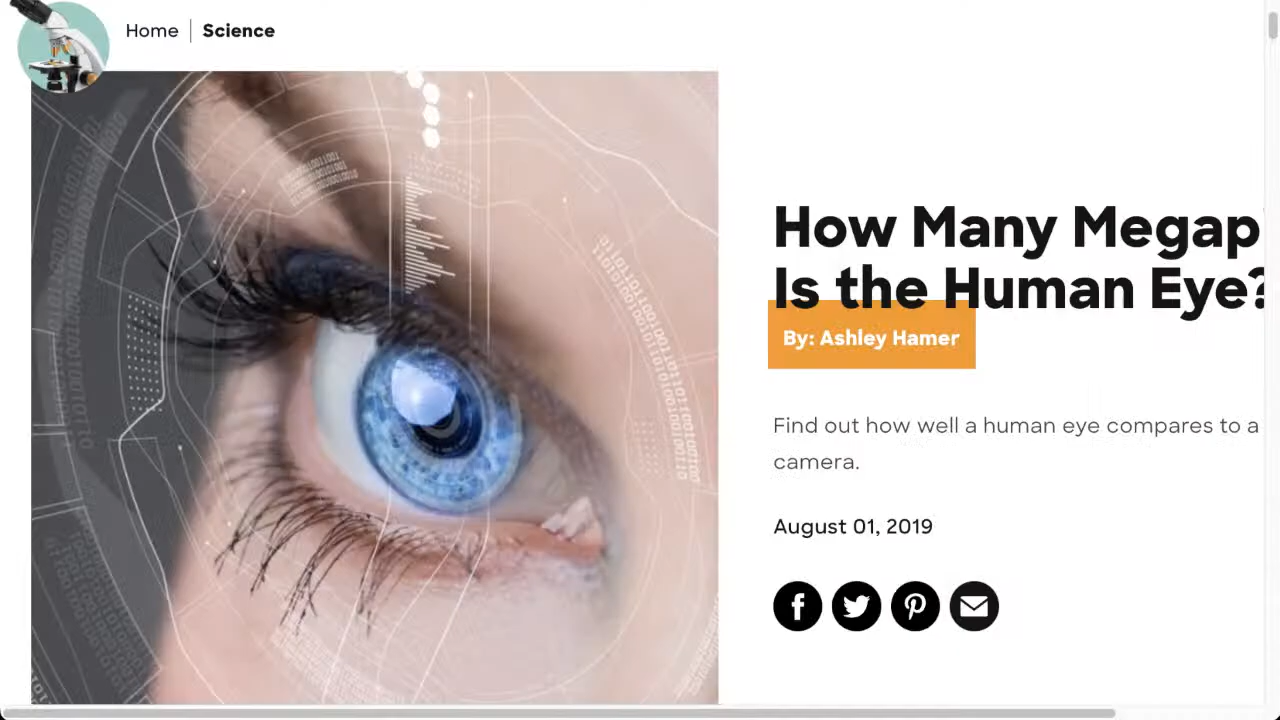 Home
Science
How Many Megap
Is the Human Eye?
By: Ashley Hamer
Find out how well a human eye compares to a
camera.
August 01, 2019